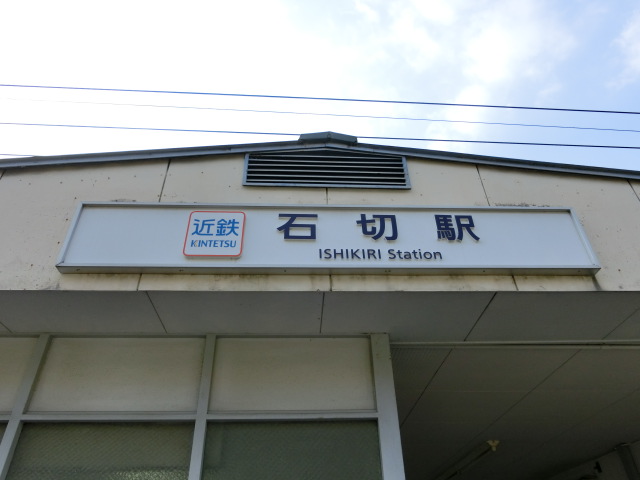 近鉄
KINTETSU
石切駅
ISHIKIRI Station